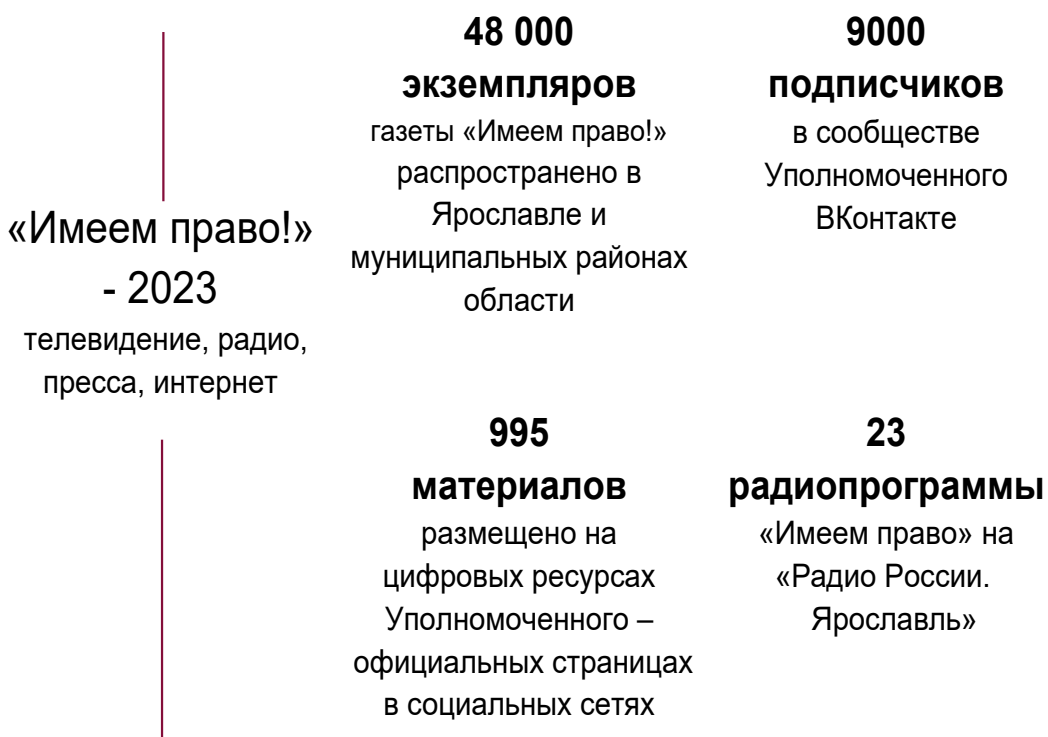 «Имеем право!»
- 2023
телевидение, радио,
пресса, интернет
48 000
экземпляров
газеты «Имеем право!»
распространено в
Ярославле и
муниципальных районах
области
9000
подписчиков
в сообществе
Уполномоченного
ВКонтакте
995
материалов
размещено на
цифровых ресурсах
Уполномоченного –
официальных страницах
в социальных сетях
23
радиопрограммы
«Имеем право» на
«Радио России.
Ярославль»